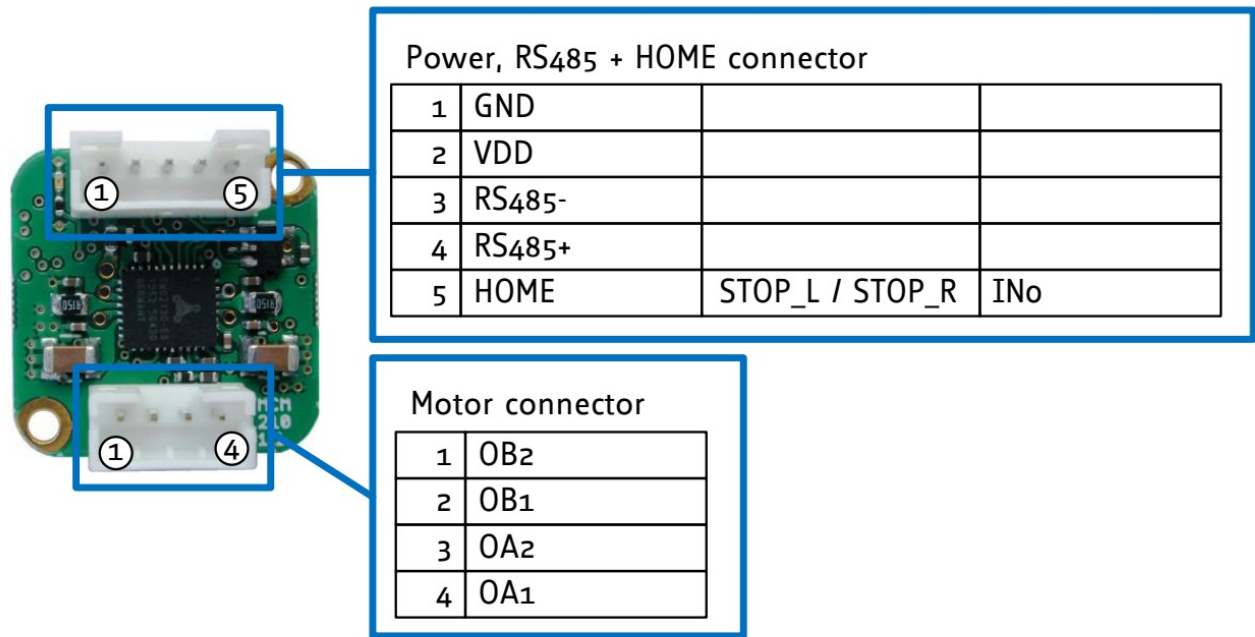 Power, RS485 + HOME connector
1 GND
2 VDD
3 RS485-
4 RS485+
5 HOME STOP_L / STOP_R IN0
1 5
1 4
R150
Motor connector
1 OB2
2 OB1
3 OA2
4 OA1